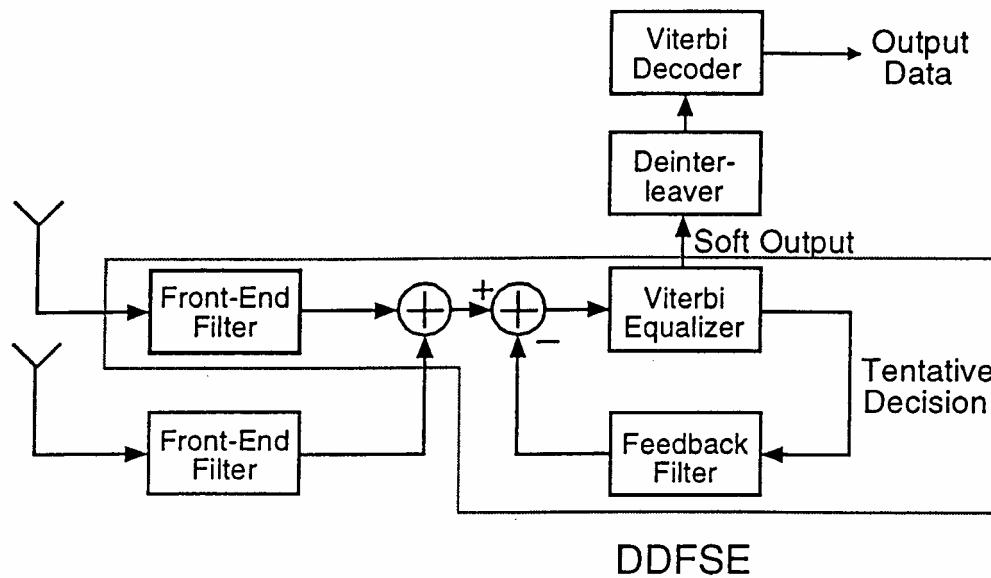 Viterbi
Decoder
Output
Data
Deinter-
leaver
Soft Output
Front-End
Filter
+
Viterbi
Equalizer
−
Tentative
Decision
Front-End
Filter
Feedback
Filter
DDFSE